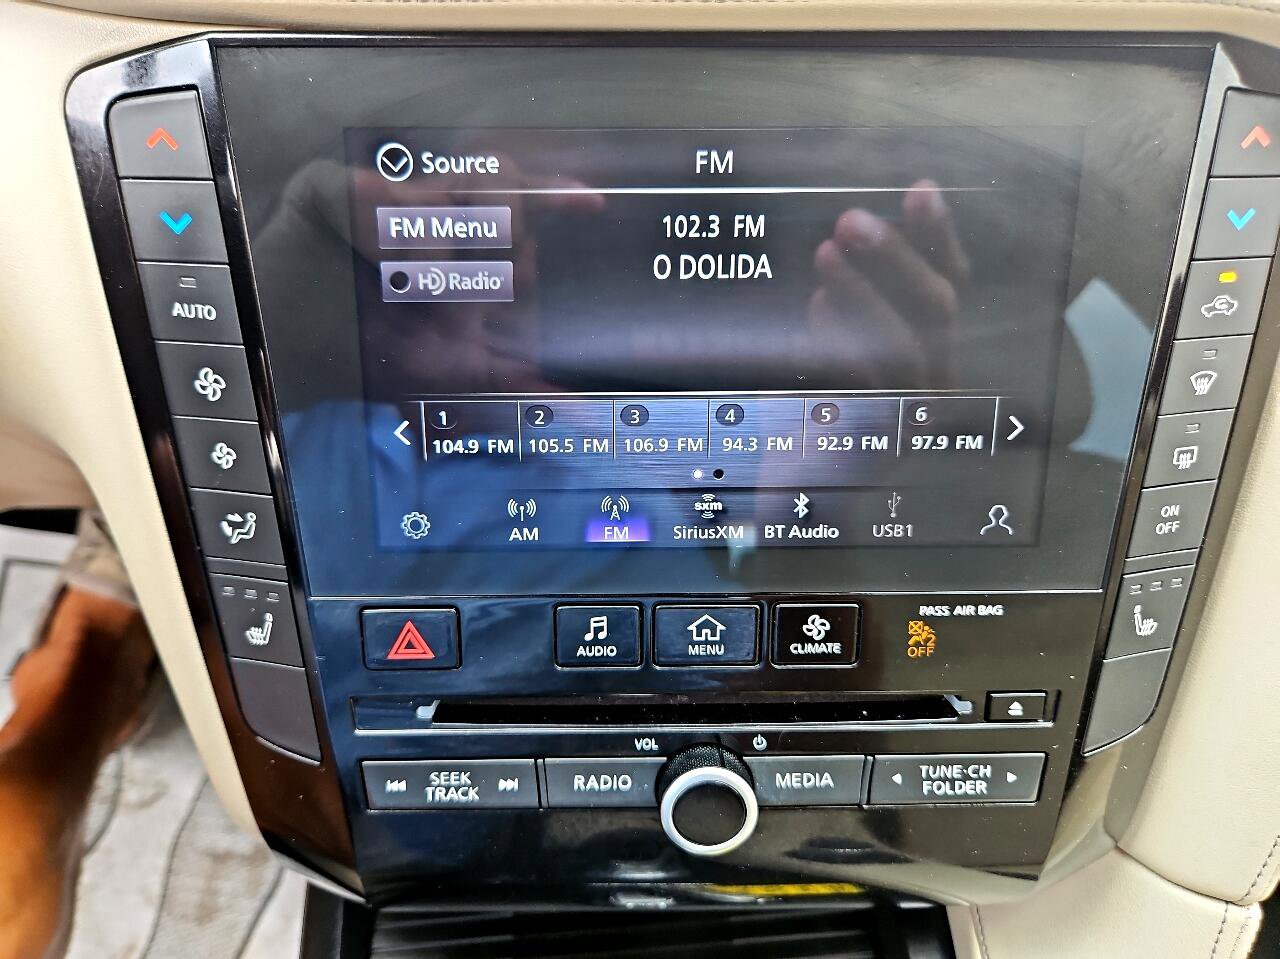 Source
FM
FM Menu
102.3 FM
HD Radio
O DOLIDA
AUTO
1 2 3 4 5 6
104.9 FM 105.5 FM 106.9 FM 94.3 FM 92.9 FM 97.9 FM
sxm
AM FM SiriusXM BT Audio USB1
ON
OFF
PASS AIR BAG
2
OFF
AUDIO
MENU
CLIMATE
VOL
SEEK
TRACK
RADIO
MEDIA
TUNE·CH
FOLDER